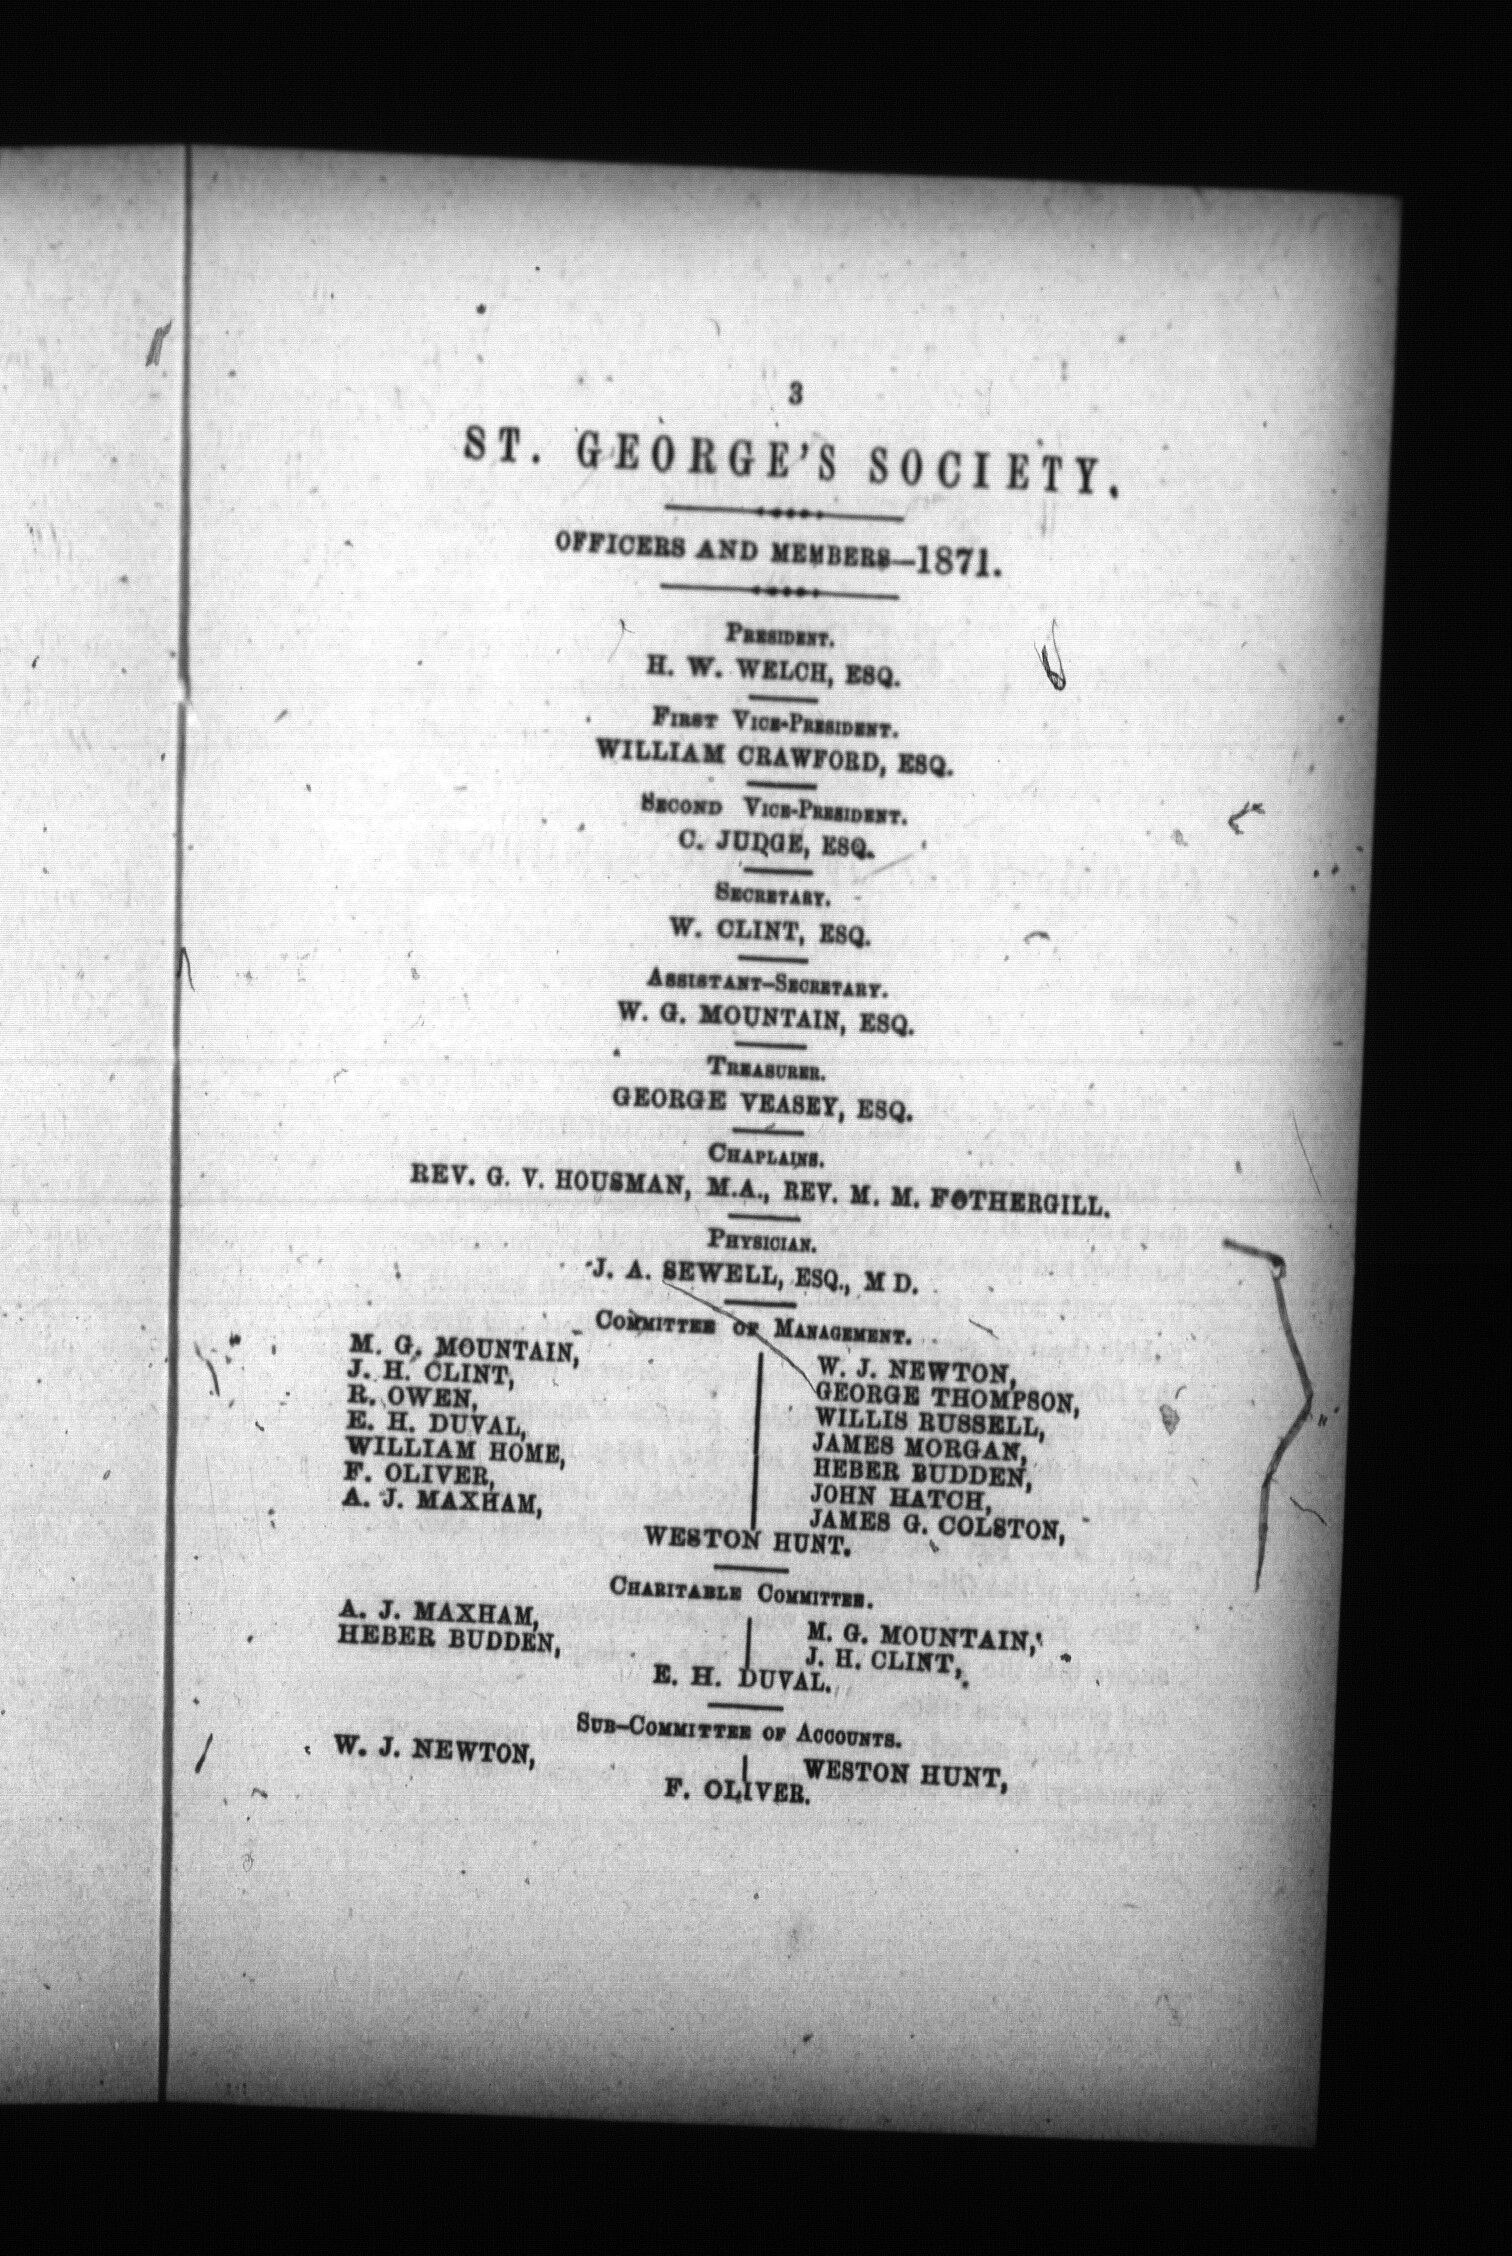 3
ST. GEORGE'S SOCIETY.
OFFICERS AND MEMBERS—1871.
PRESIDENT.
H. W. WELCH, ESQ.
FIRST VICE-PRESIDENT.
WILLIAM CRAWFORD, ESQ.
SECOND VICE-PRESIDENT.
C. JUDGE, ESQ.
SECRETARY.
W. CLINT, ESQ.
ASSISTANT-SECRETARY.
W. G. MOUNTAIN, ESQ.
TREASURER.
GEORGE VEASEY, ESQ.
CHAPLAINS.
REV. G. V. HOUSMAN, M.A., REV. M. M. FOTHERGILL.
PHYSICIAN.
J. A. SEWELL, ESQ., M D.
COMMITTEE OF MANAGEMENT.
M. G. MOUNTAIN,
J. H. CLINT,
R. OWEN,
E. H. DUVAL,
WILLIAM HOME,
F. OLIVER,
A. J. MAXHAM,
W. J. NEWTON,
GEORGE THOMPSON,
WILLIS RUSSELL,
JAMES MORGAN,
HEBER BUDDEN,
JOHN HATCH,
JAMES G. COLSTON,
WESTON HUNT.
CHARITABLE COMMITTEE.
A. J. MAXHAM,
HEBER BUDDEN,
M. G. MOUNTAIN,
J. H. CLINT,
E. H. DUVAL.
SUB-COMMITTEE OF ACCOUNTS.
W. J. NEWTON,
WESTON HUNT,
F. OLIVER.